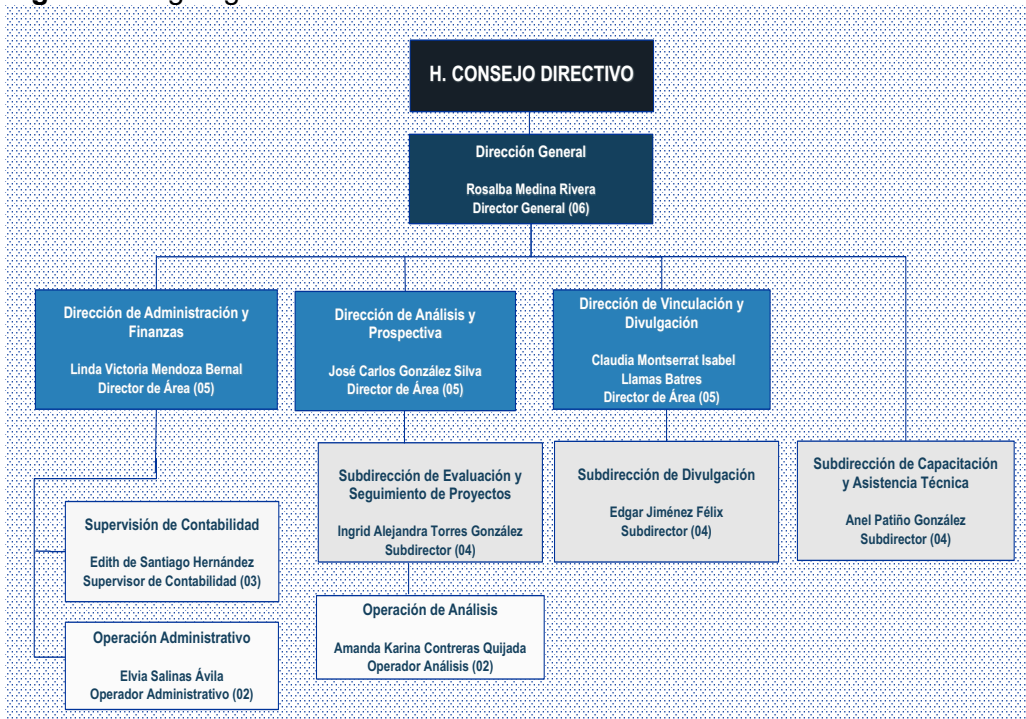 H. CONSEJO DIRECTIVO
Dirección General
Rosalba Medina Rivera
Director General (06)
Dirección de Administración y
Finanzas
Linda Victoria Mendoza Bernal
Director de Área (05)
Dirección de Análisis y
Prospectiva
José Carlos González Silva
Director de Área (05)
Dirección de Vinculación y
Divulgación
Claudia Montserrat Isabel
Llamas Batres
Director de Área (05)
Subdirección de Evaluación y
Seguimiento de Proyectos
Ingrid Alejandra Torres González
Subdirector (04)
Subdirección de Divulgación
Edgar Jiménez Félix
Subdirector (04)
Subdirección de Capacitación
y Asistencia Técnica
Anel Patiño González
Subdirector (04)
Supervisión de Contabilidad
Edith de Santiago Hernández
Supervisor de Contabilidad (03)
Operación de Análisis
Amanda Karina Contreras Quijada
Operador Análisis (02)
Operación Administrativo
Elvia Salinas Ávila
Operador Administrativo (02)